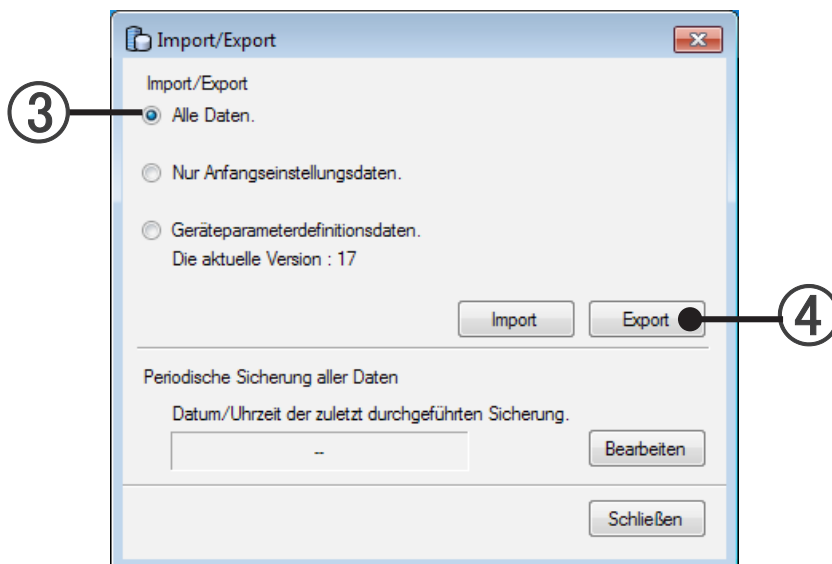 Import/Export
Import/Export
③ Alle Daten.
Nur Anfangseinstellungsdaten.
Geräteparameterdefinitionsdaten.
Die aktuelle Version : 17
Import Export ④
Periodische Sicherung aller Daten
Datum/Uhrzeit der zuletzt durchgeführten Sicherung.
-- Bearbeiten
Schließen